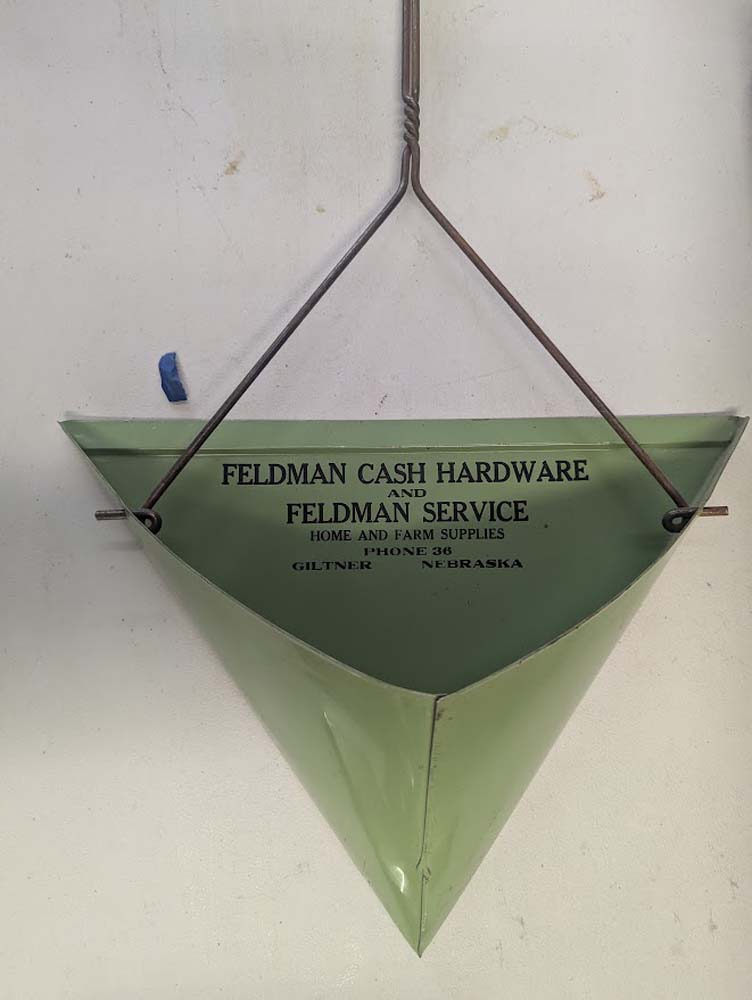 FELDMAN CASH HARDWARE
AND
FELDMAN SERVICE
HOME AND FARM SUPPLIES
PHONE 36
GILTNER NEBRASKA